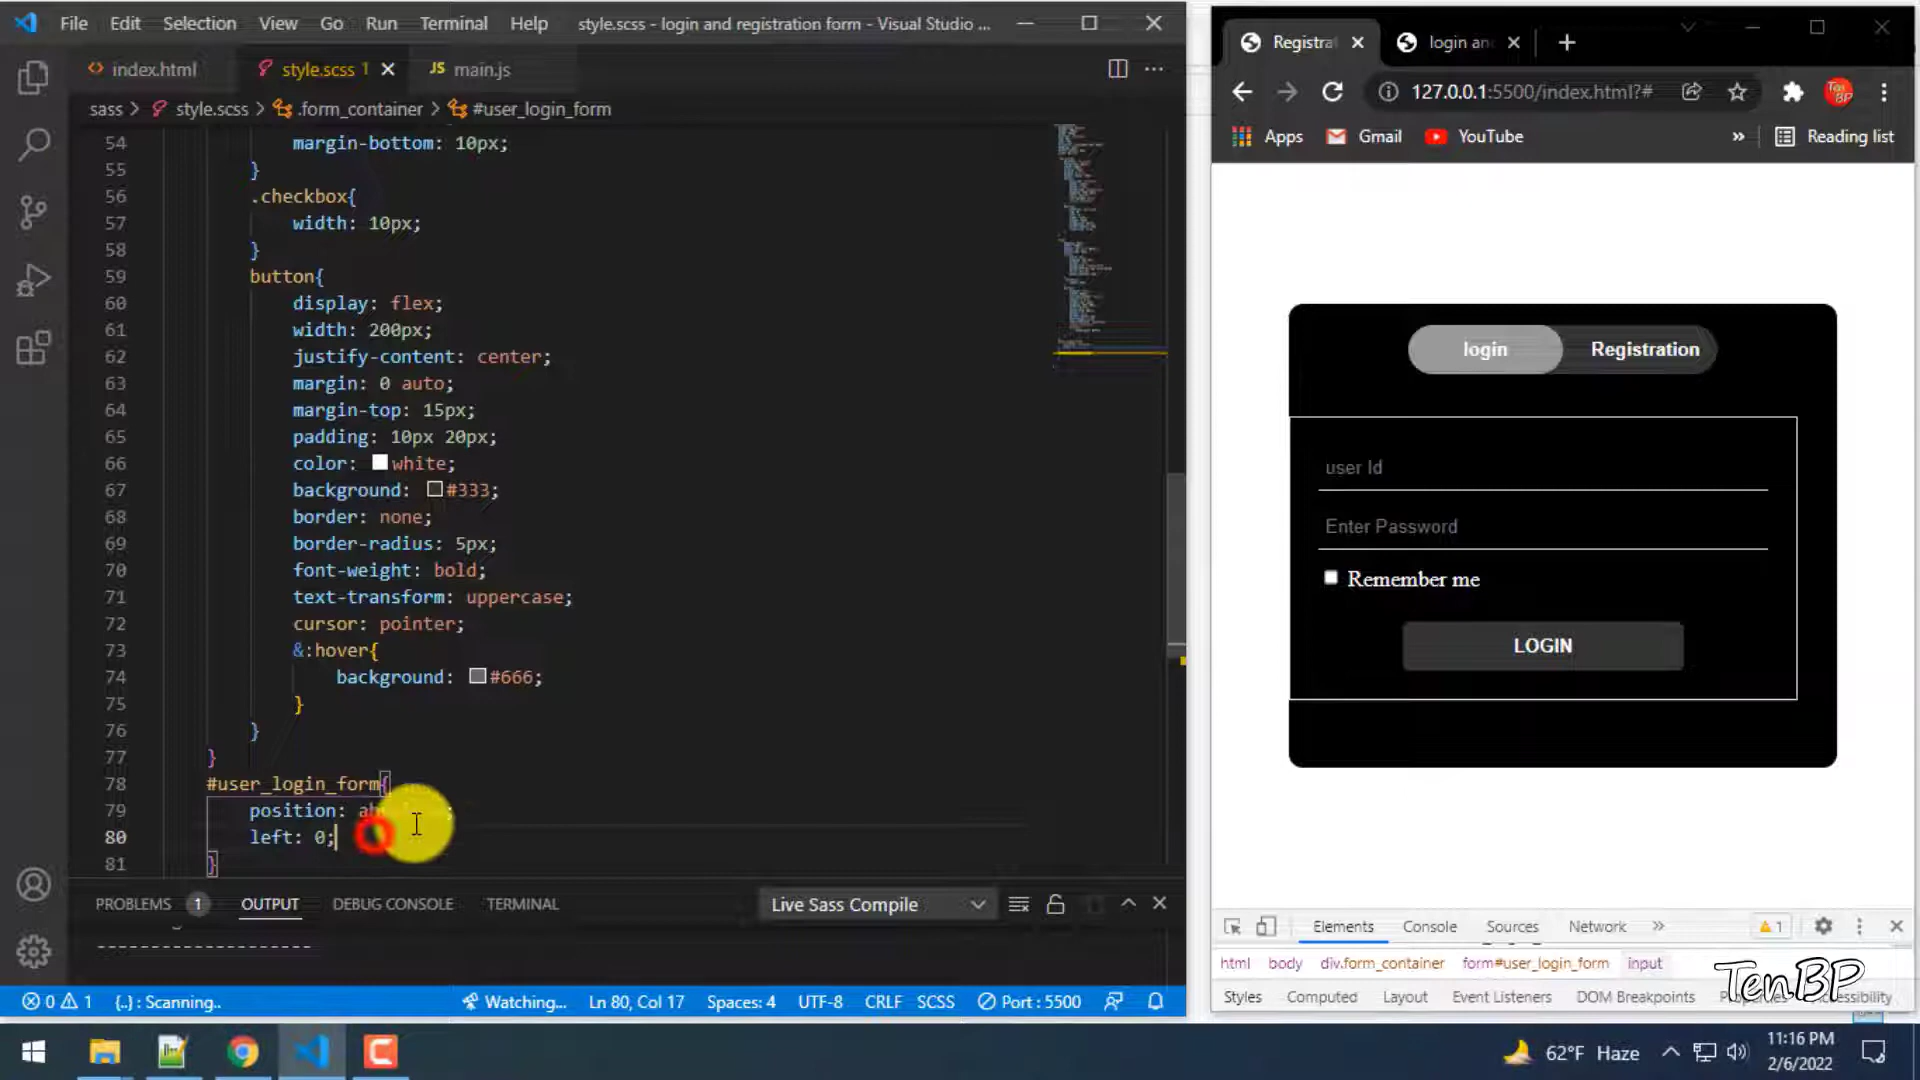 File Edit Selection View Go Run Terminal Help style.scss - login and registration form - Visual Studio ...
index.html style.scss 1 JS main.js
sass > style.scss > .form_container > #user_login_form
54 margin-bottom: 10px;
55 }
56 .checkbox{
57 width: 10px;
58 }
59 button{
60 display: flex;
61 width: 200px;
62 justify-content: center;
63 margin: 0 auto;
64 margin-top: 15px;
65 padding: 10px 20px;
66 color: white;
67 background: #333;
68 border: none;
69 border-radius: 5px;
70 font-weight: bold;
71 text-transform: uppercase;
72 cursor: pointer;
73 &:hover{
74 background: #666;
75 }
76 }
77 }
78 #user_login_form{
79 position:
80 left: 0;
81 }
PROBLEMS 1 OUTPUT DEBUG CONSOLE TERMINAL Live Sass Compile
--------------------
0 1 {..} : Scanning.. Watching... Ln 80, Col 17 Spaces: 4 UTF-8 CRLF SCSS Port : 5500
Registra login an
127.0.0.1:5500/index.html?#
Apps Gmail YouTube » Reading list
login Registration
user Id
Enter Password
Remember me
LOGIN
Elements Console Sources Network » 1
html body div.form_container form#user_login_form input
Styles Computed Layout Event Listeners DOM Breakpoints
TenBP
62°F Haze
11:16 PM
2/6/2022